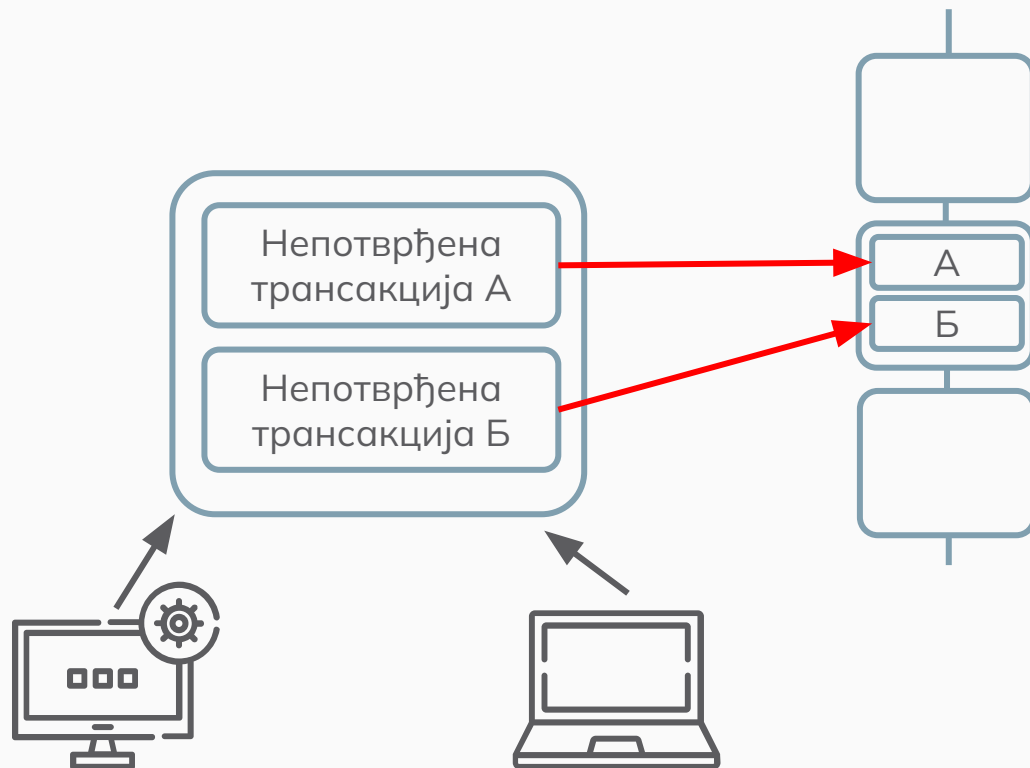 Непотврђена
трансакција А
Непотврђена
трансакција Б
А
Б